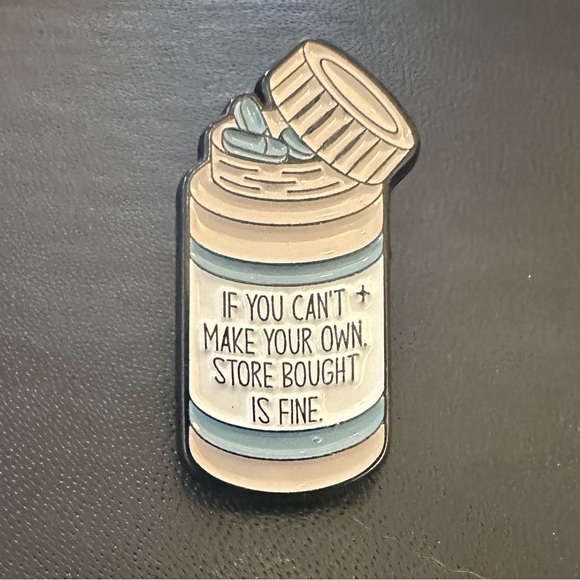 IF YOU CAN'T
MAKE YOUR OWN,
STORE BOUGHT
IS FINE.